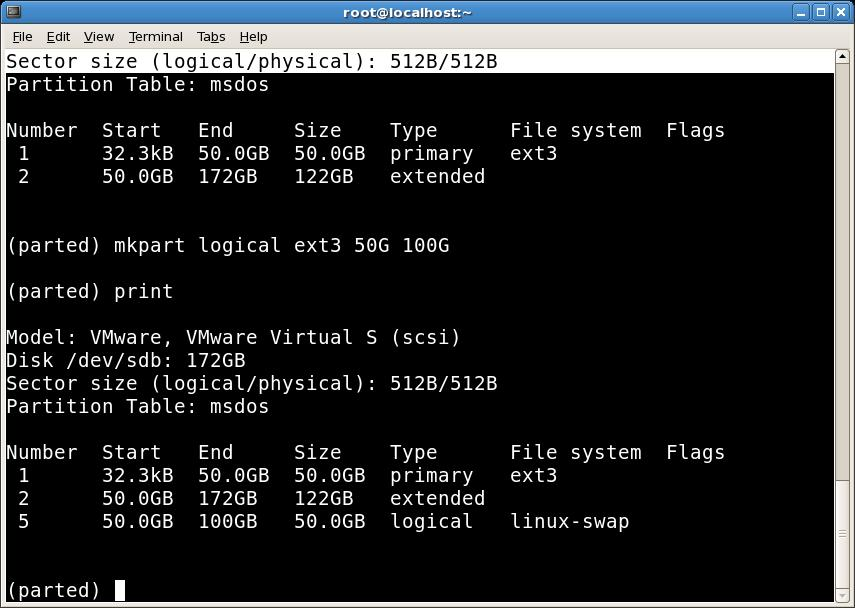 root@localhost:~
File Edit View Terminal Tabs Help
Sector size (logical/physical): 512B/512B
Partition Table: msdos
Number  Start   End     Size    Type      File system  Flags
 1      32.3kB  50.0GB  50.0GB  primary   ext3
 2      50.0GB  172GB   122GB   extended
(parted) mkpart logical ext3 50G 100G
(parted) print
Model: VMware, VMware Virtual S (scsi)
Disk /dev/sdb: 172GB
Sector size (logical/physical): 512B/512B
Partition Table: msdos
Number  Start   End     Size    Type      File system  Flags
 1      32.3kB  50.0GB  50.0GB  primary   ext3
 2      50.0GB  172GB   122GB   extended
 5      50.0GB  100GB   50.0GB  logical   linux-swap
(parted)